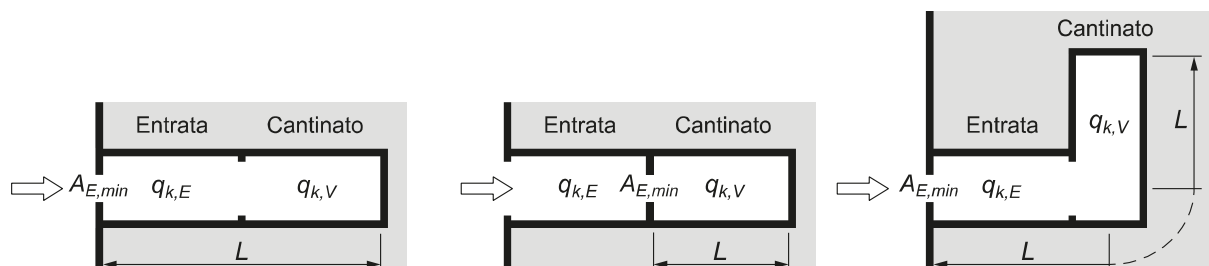 Entrata Cantinato
A_E,min q_k,E q_k,V
L
Entrata Cantinato
q_k,E A_E,min q_k,V
L
Cantinato
Entrata
q_k,V
L
A_E,min q_k,E
L